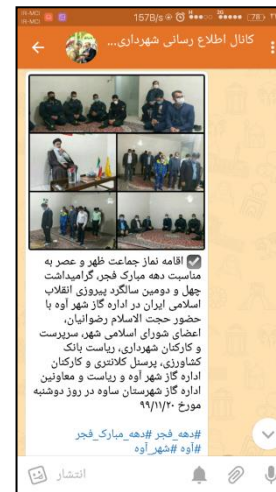 157B/s
78
کانال اطلاع رسانی شهرداری...
اقامه نماز جماعت ظهر و عصر به
مناسبت دهه مبارک فجر، گرامیداشت
چهل و دومین سالگرد پیروزی انقلاب
اسلامی ایران در اداره گاز شهر آوه با
حضور حجت الاسلام رضوانیان،
اعضای شورای اسلامی شهر، سرپرست
و کارکنان شهرداری، ریاست بانک
کشاورزی، پرسنل کلانتری و کارکنان
اداره گاز شهر آوه و ریاست و معاونین
اداره گاز شهرستان ساوه در روز دوشنبه
مورخ ۹۹/۱۱/۲۰
#دهه_فجر #دهه_مبارک_فجر
#آوه #شهر_آوه
انتشار